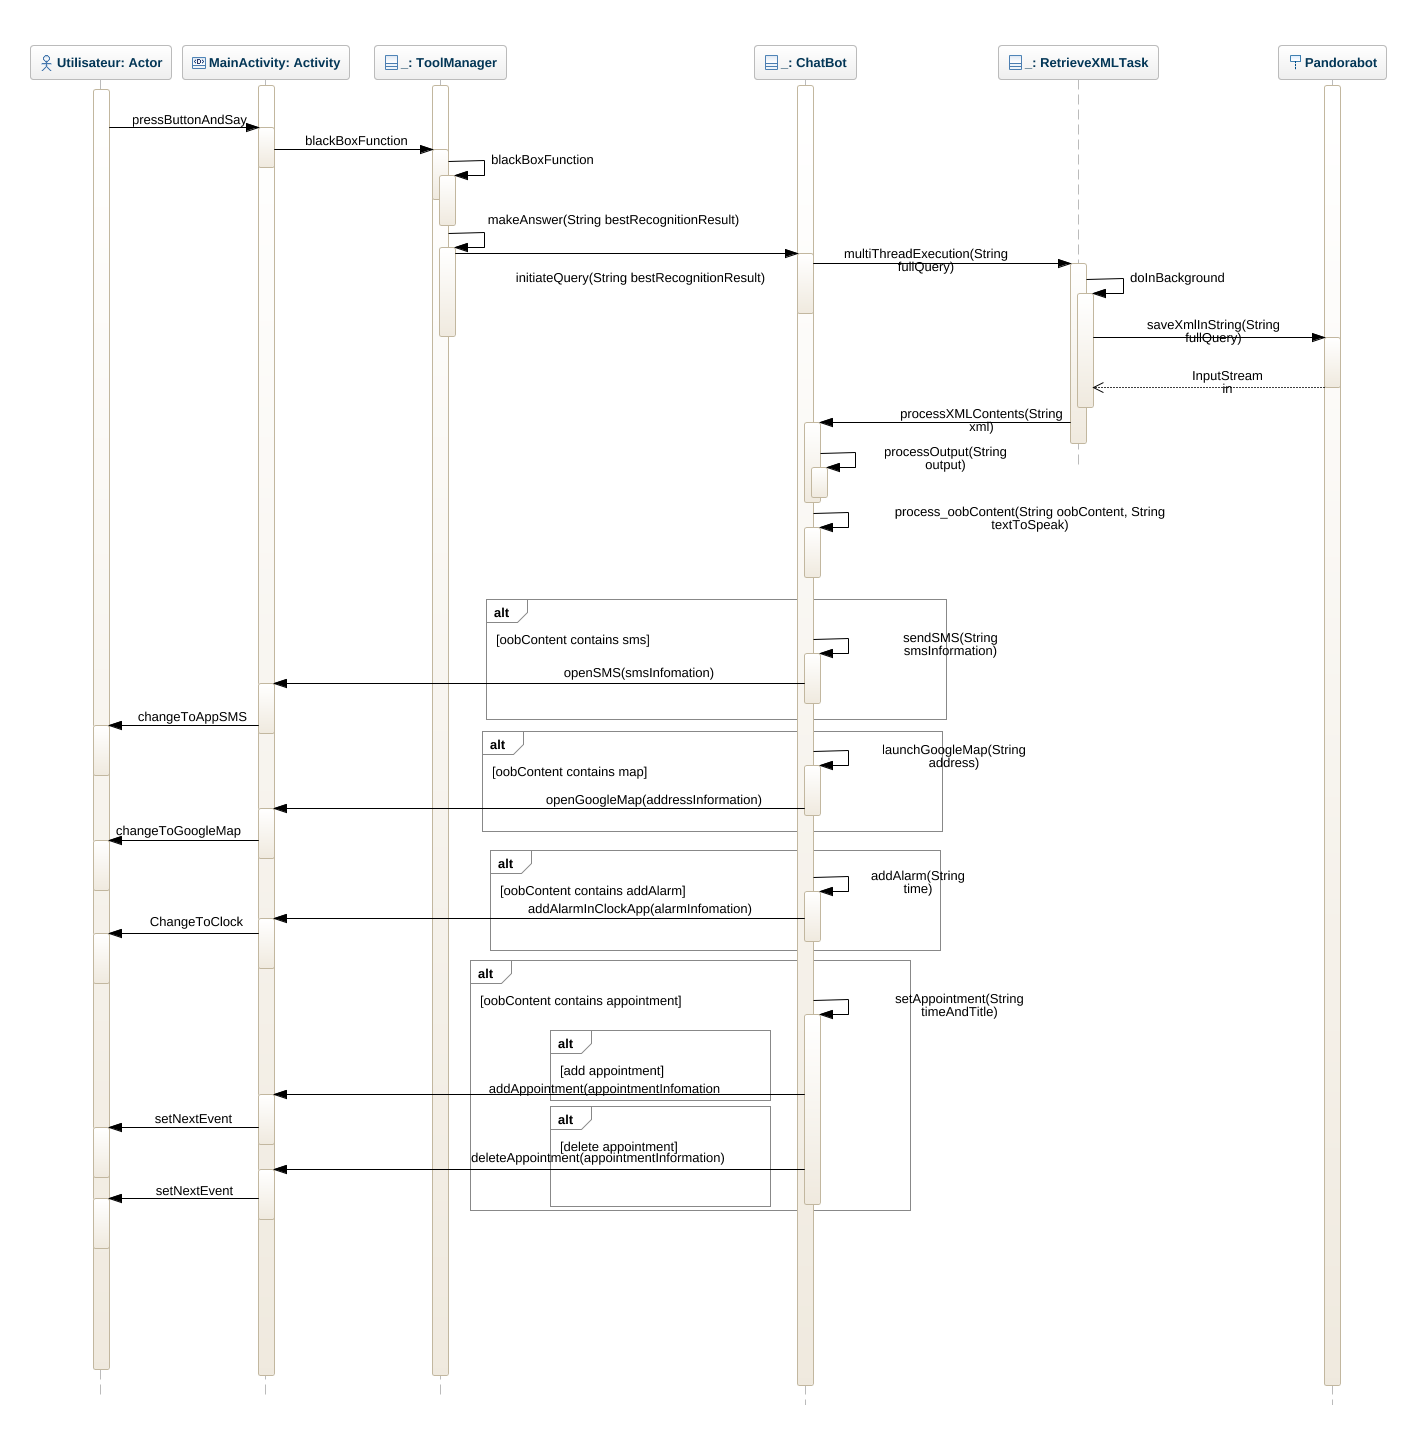 Utilisateur: Actor
MainActivity: Activity
_: ToolManager
_: ChatBot
_: RetrieveXMLTask
Pandorabot
pressButtonAndSay
blackBoxFunction
blackBoxFunction
makeAnswer(String bestRecognitionResult)
initiateQuery(String bestRecognitionResult)
multiThreadExecution(String
fullQuery)
doInBackground
saveXmlInString(String
fullQuery)
InputStream
in
processXMLContents(String
xml)
processOutput(String
output)
process_oobContent(String oobContent, String
textToSpeak)
alt
[oobContent contains sms]
sendSMS(String
smsInformation)
openSMS(smsInfomation)
changeToAppSMS
alt
[oobContent contains map]
launchGoogleMap(String
address)
openGoogleMap(addressInformation)
changeToGoogleMap
alt
[oobContent contains addAlarm]
addAlarm(String
time)
addAlarmInClockApp(alarmInfomation)
ChangeToClock
alt
[oobContent contains appointment]
setAppointment(String
timeAndTitle)
alt
[add appointment]
addAppointment(appointmentInfomation
setNextEvent
alt
[delete appointment]
deleteAppointment(appointmentInformation)
setNextEvent